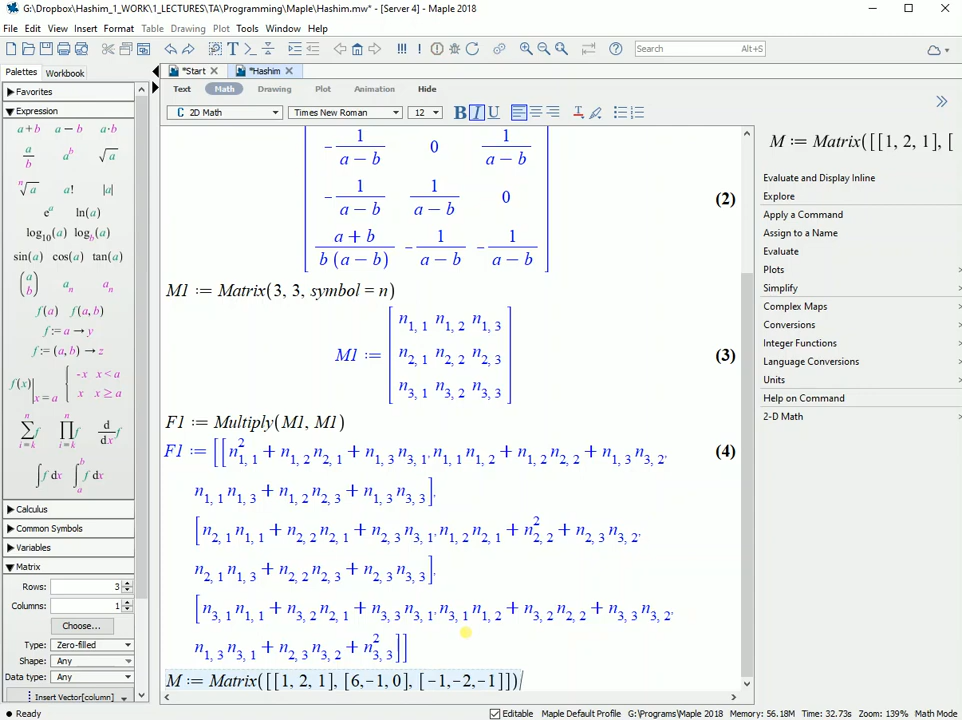 G:\Dropbox\Hashim_1_WORK\1_LECTURES\TA\Programming\Maple\Hashim.mw* - [Server 4] - Maple 2018
File Edit View Insert Format Table Drawing Plot Tools Window Help
Search Alt+S
Palettes Workbook *Start *Hashim
Text Math Drawing Plot Animation Hide
C 2D Math Times New Roman 12 B I U
Favorites
Expression
a+b a−b a·b
a/b a^b √a
ⁿ√a a! |a|
e^a ln(a)
log_10(a) log_b(a)
sin(a) cos(a) tan(a)
(a b) a_n a_n
f(a) f(a, b)
f := a → y
f := (a, b) → z
f(x)|x = a { -x x<a
x x≥a
∑ f i=k n ∏ f i=k n d/dx f
∫f dx ∫_a^b f dx
Calculus
Common Symbols
Variables
Matrix
Rows: 3
Columns: 1
Choose...
Type: Zero-filled
Shape: Any
Data type: Any
Insert Vector[column]
-1/(a−b) 0 1/(a−b)
-1/(a−b) 1/(a−b) 0 (2)
(a+b)/(b (a−b)) -1/(a−b) -1/(a−b)
M1 := Matrix(3, 3, symbol = n)
n1, 1 n1, 2 n1, 3
M1 := n2, 1 n2, 2 n2, 3 (3)
n3, 1 n3, 2 n3, 3
F1 := Multiply(M1, M1)
F1 := [[n²1, 1 + n1, 2 n2, 1 + n1, 3 n3, 1, n1, 1 n1, 2 + n1, 2 n2, 2 + n1, 3 n3, 2, (4)
n1, 1 n1, 3 + n1, 2 n2, 3 + n1, 3 n3, 3],
[n2, 1 n1, 1 + n2, 2 n2, 1 + n2, 3 n3, 1, n1, 2 n2, 1 + n²2, 2 + n2, 3 n3, 2,
n2, 1 n1, 3 + n2, 2 n2, 3 + n2, 3 n3, 3],
[n3, 1 n1, 1 + n3, 2 n2, 1 + n3, 3 n3, 1, n3, 1 n1, 2 + n3, 2 n2, 2 + n3, 3 n3, 2,
n1, 3 n3, 1 + n2, 3 n3, 2 + n²3, 3]]
M := Matrix([[1, 2, 1], [6,-1, 0], [-1,-2,-1]])
M := Matrix([[1, 2, 1], [
Evaluate and Display Inline
Explore
Apply a Command
Assign to a Name
Evaluate
Plots
Simplify
Complex Maps
Conversions
Integer Functions
Language Conversions
Units
Help on Command
2-D Math
Ready Editable Maple Default Profile G:\Programs\Maple 2018 Memory: 56.18M Time: 32.73s Zoom: 139% Math Mode